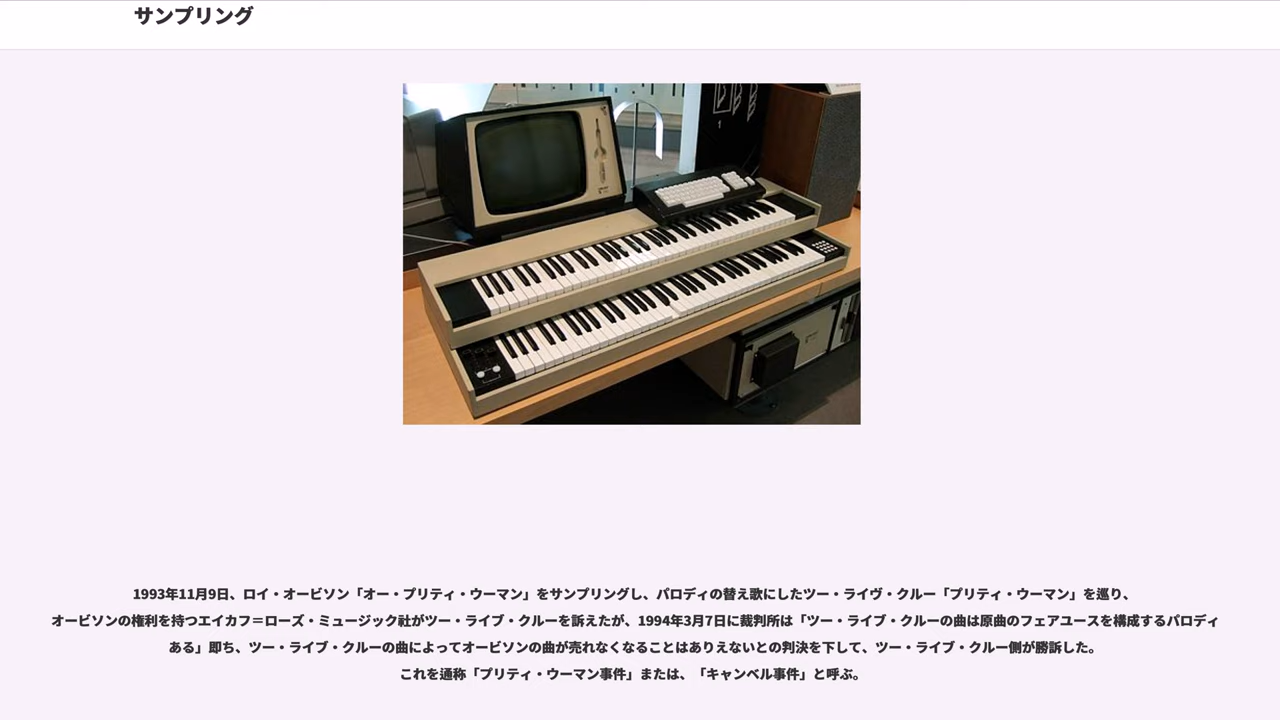 サンプリング
1993年11月9日、ロイ・オービソン「オー・プリティ・ウーマン」をサンプリングし、パロディの替え歌にしたツー・ライヴ・クルー「プリティ・ウーマン」を巡り、
オービソンの権利を持つエイカフ＝ローズ・ミュージック社がツー・ライブ・クルーを訴えたが、1994年3月7日に裁判所は「ツー・ライブ・クルーの曲は原曲のフェアユースを構成するパロディ
ある」即ち、ツー・ライブ・クルーの曲によってオービソンの曲が売れなくなることはありえないとの判決を下して、ツー・ライブ・クルー側が勝訴した。
これを通称「プリティ・ウーマン事件」または、「キャンベル事件」と呼ぶ。